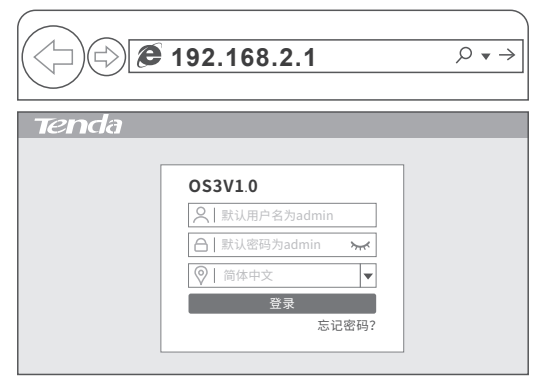 192.168.2.1
Tenda
OS3V1.0
默认用户名为admin
默认密码为admin
简体中文
登录
忘记密码?